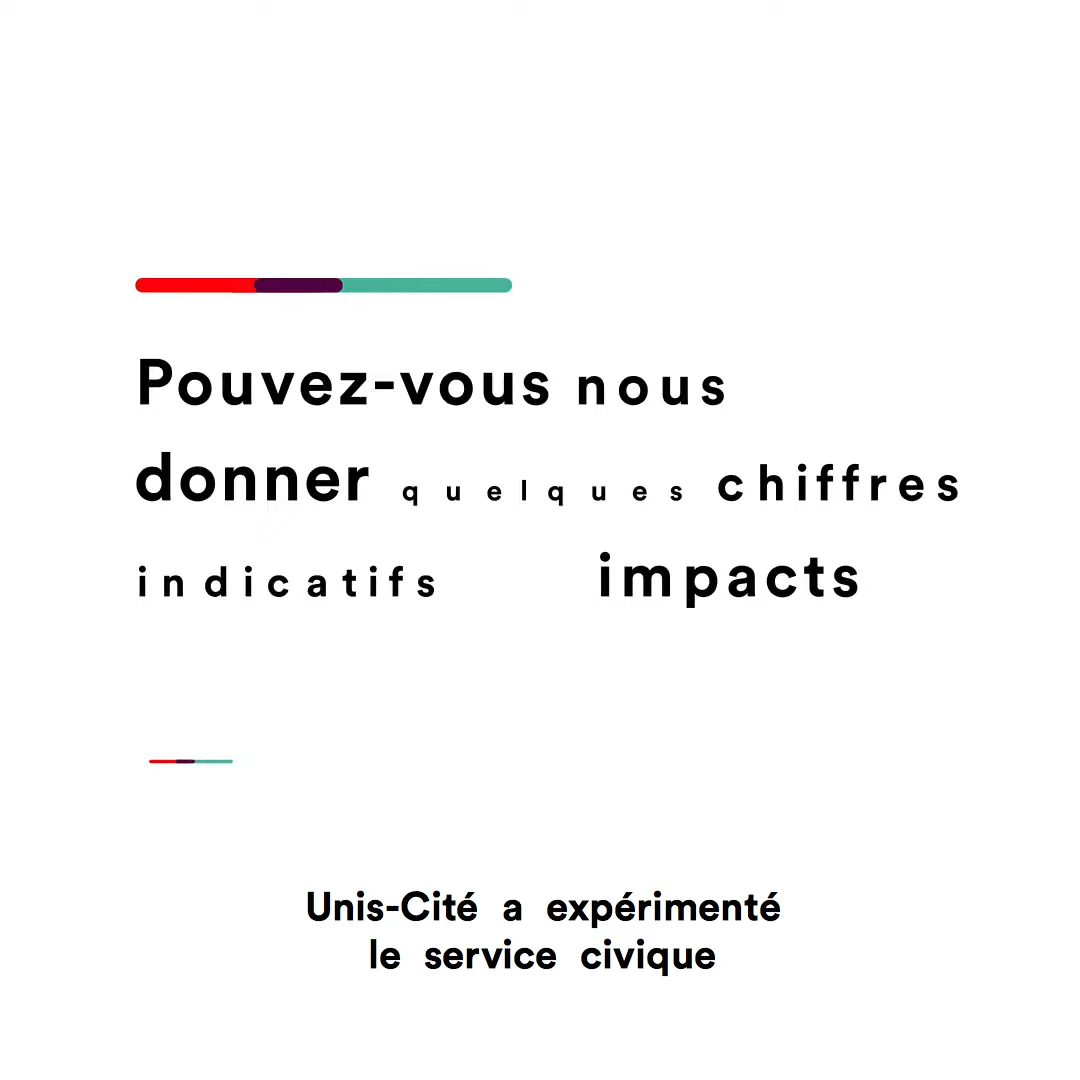 Pouvez-vous nous
donner quelques chiffres
indicatifs impacts
Unis-Cité a expérimenté
le service civique